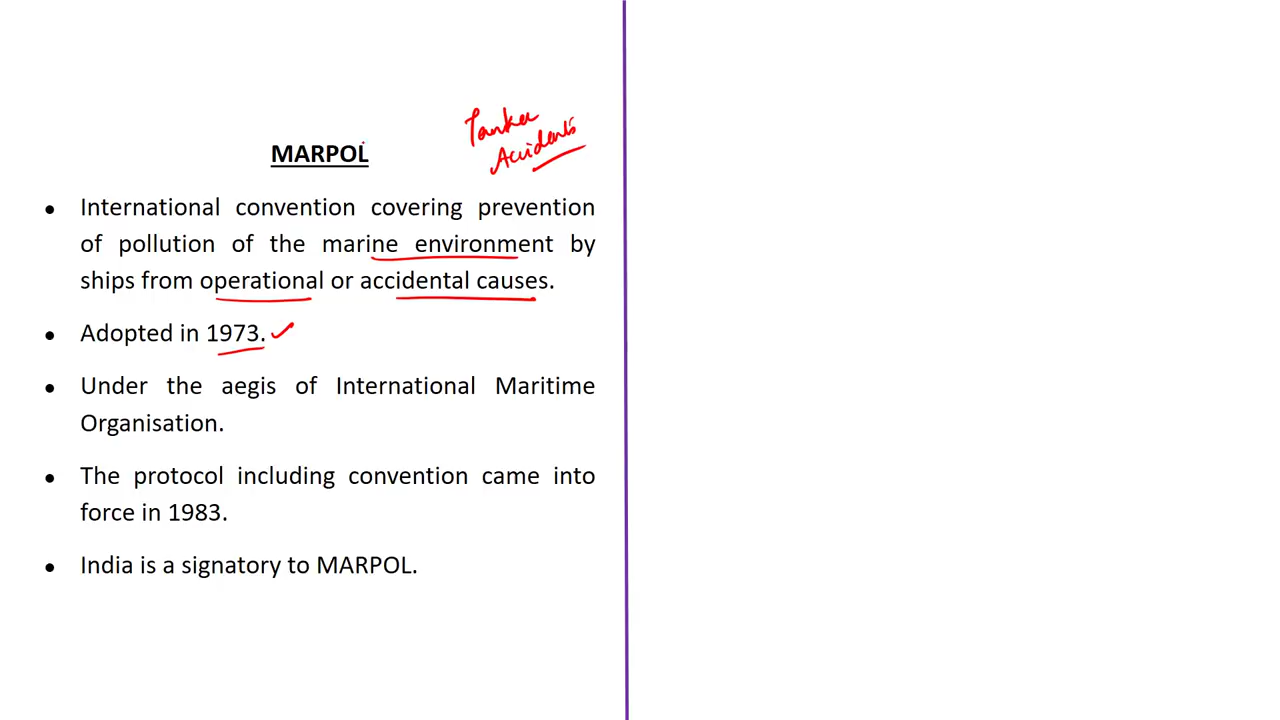 Tanker
Accidents
MARPOL
• International convention covering prevention
of pollution of the marine environment by
ships from operational or accidental causes.
• Adopted in 1973. ✓
• Under the aegis of International Maritime
Organisation.
• The protocol including convention came into
force in 1983.
• India is a signatory to MARPOL.